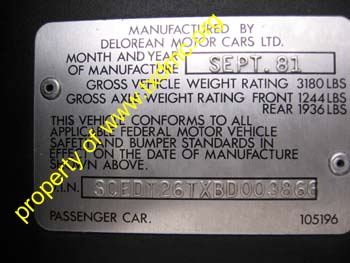 MANUFACTURED BY
DELOREAN MOTOR CARS LTD.
MONTH AND YEAR
OF MANUFACTURE SEPT. 81
GROSS VEHICLE WEIGHT RATING 3180 LBS
GROSS AXLE WEIGHT RATING FRONT 1244 LBS
REAR 1936 LBS
THIS VEHICLE CONFORMS TO ALL
APPLICABLE FEDERAL MOTOR VEHICLE
SAFETY AND BUMPER STANDARDS IN
EFFECT ON THE DATE OF MANUFACTURE
SHOWN ABOVE.
V.I.N. SCEDT26TXBD003866
PASSENGER CAR. 105196
property of